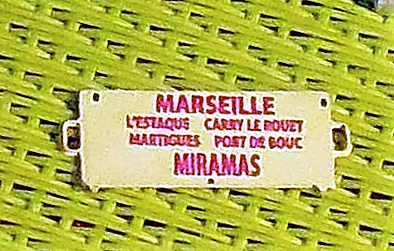 MARSEILLE
L'ESTAQUE CARRY LE ROUET
MARTIGUES PORT DE BOUC
MIRAMAS